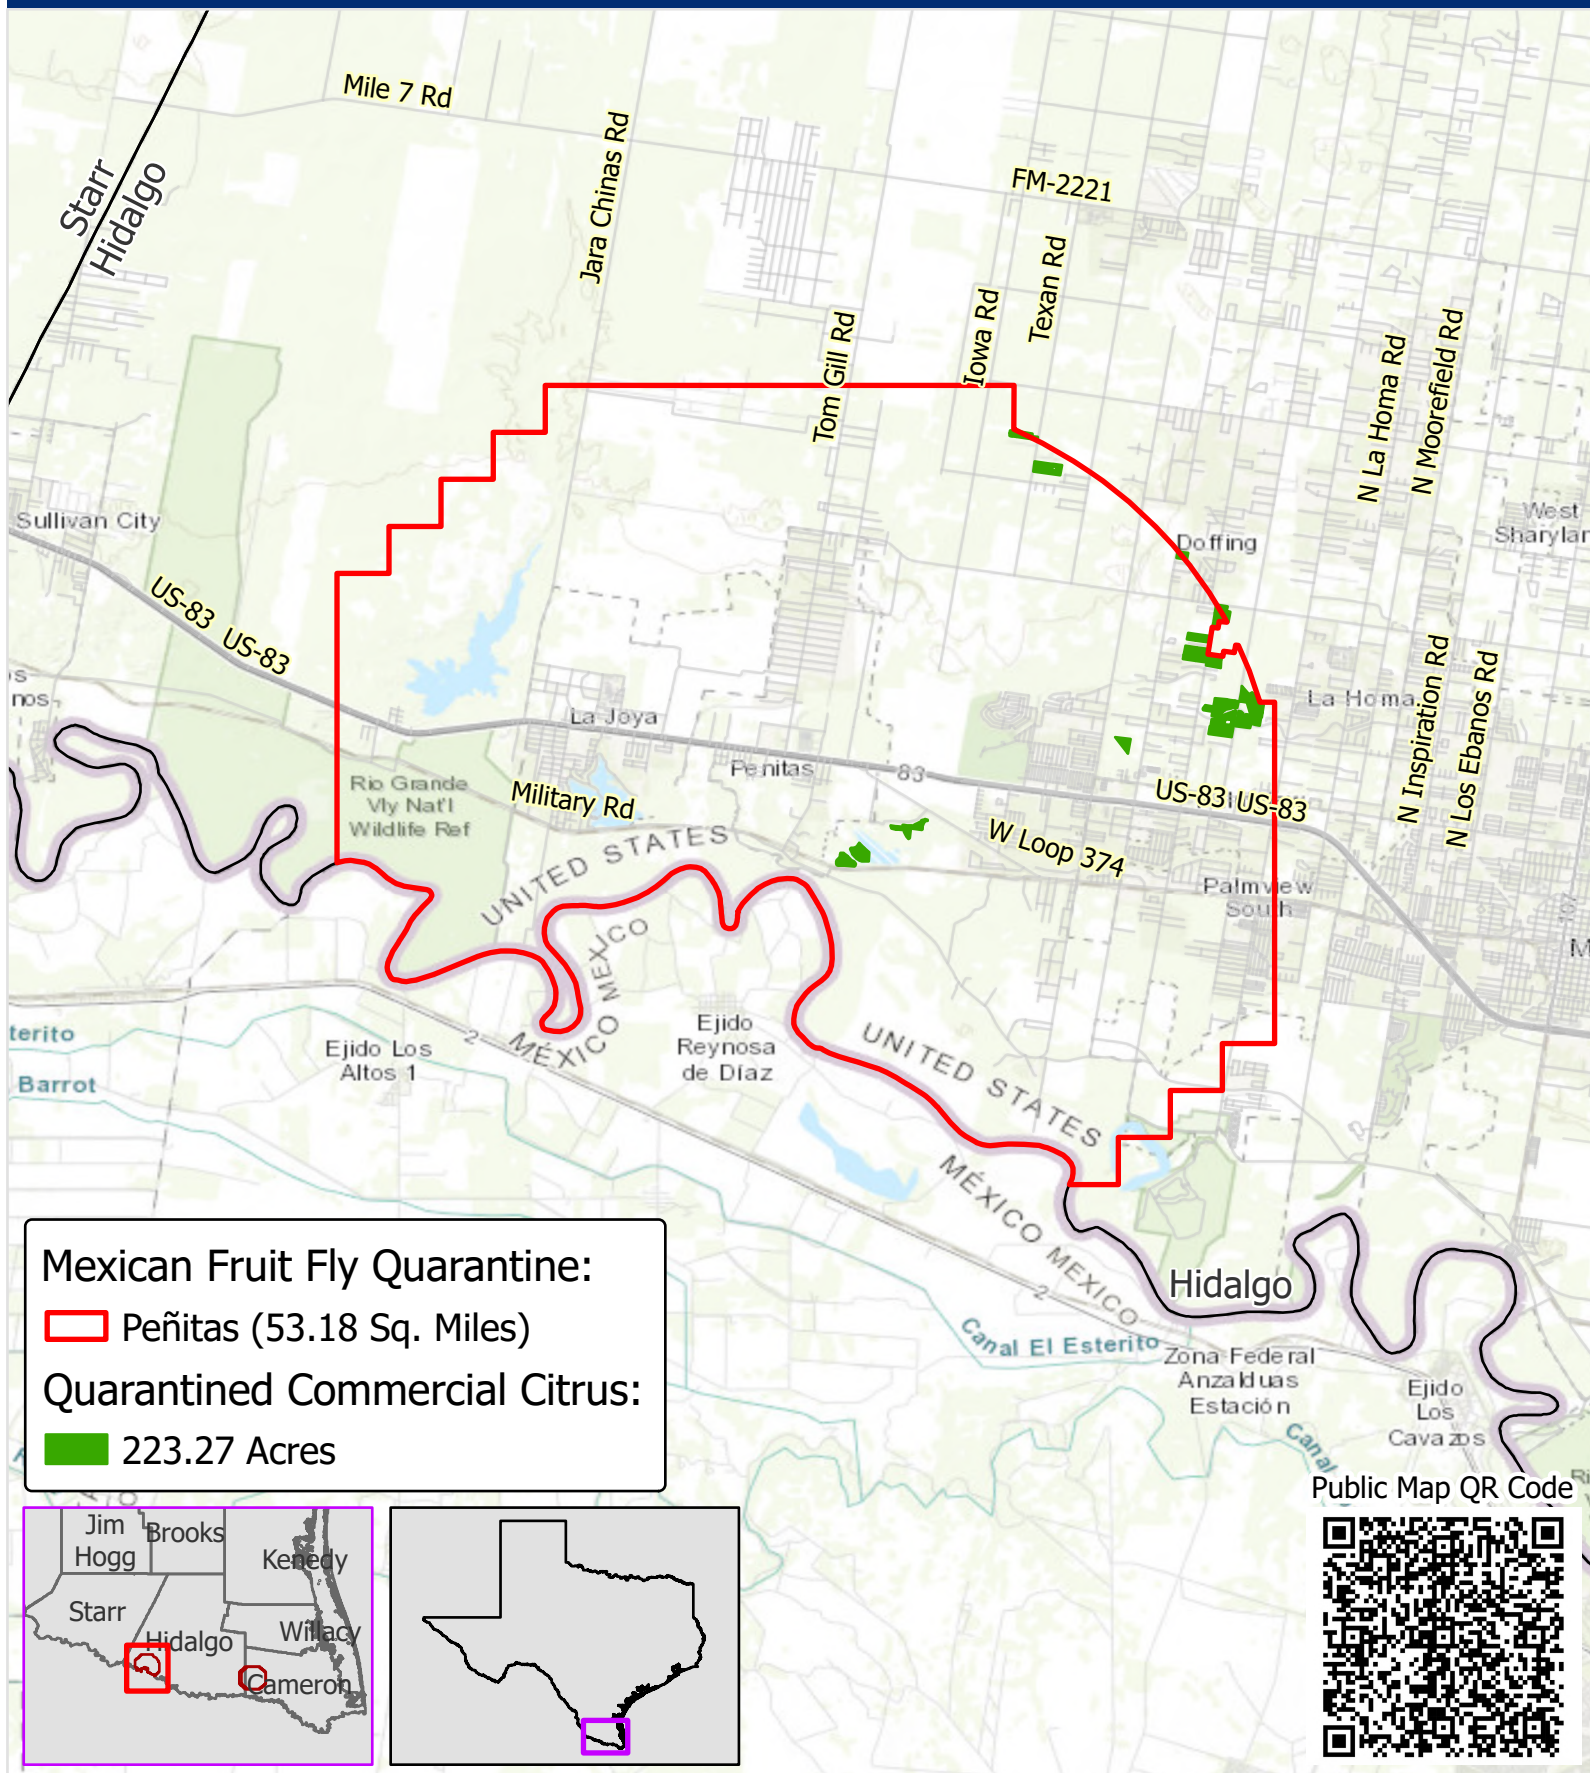 Mile 7 Rd
Jara Chinas Rd
FM-2221
Starr
Hidalgo
Texan Rd
Iowa Rd
Tom Gill Rd
N La Homa Rd
N Moorefield Rd
Sullivan City
West
Doffing
US-83
US-83
La Homa
N Inspiration Rd
N Los Ebanos Rd
La Joya
Penitas
83
Rio Grande
Vly Nat'l
Wildlife Ref
Military Rd
US-83
US-83
W Loop 374
UNITED STATES
Palmview
South
MEXICO
MÉXICO
2
Ejido Los
Altos 1
Ejido
Reynosa
de Díaz
UNITED STATES
terito
Barrot
MÉXICO MEXICO
Hidalgo
2
Canal El Esterito
Zona Federal
Anzalduas
Estación
Ejido
Los
Cavazos
Canal
Mexican Fruit Fly Quarantine:
Peñitas (53.18 Sq. Miles)
Quarantined Commercial Citrus:
223.27 Acres
Public Map QR Code
Jim
Hogg
Brooks
Kenedy
Starr
Hidalgo
Willacy
Cameron